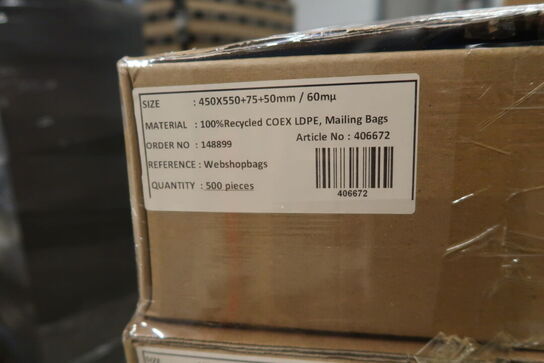 SIZE : 450X550+75+50mm / 60mµ
MATERIAL : 100%Recycled COEX LDPE, Mailing Bags
Article No : 406672
ORDER NO : 148899
REFERENCE : Webshopbags
QUANTITY : 500 pieces
406672
SIZE